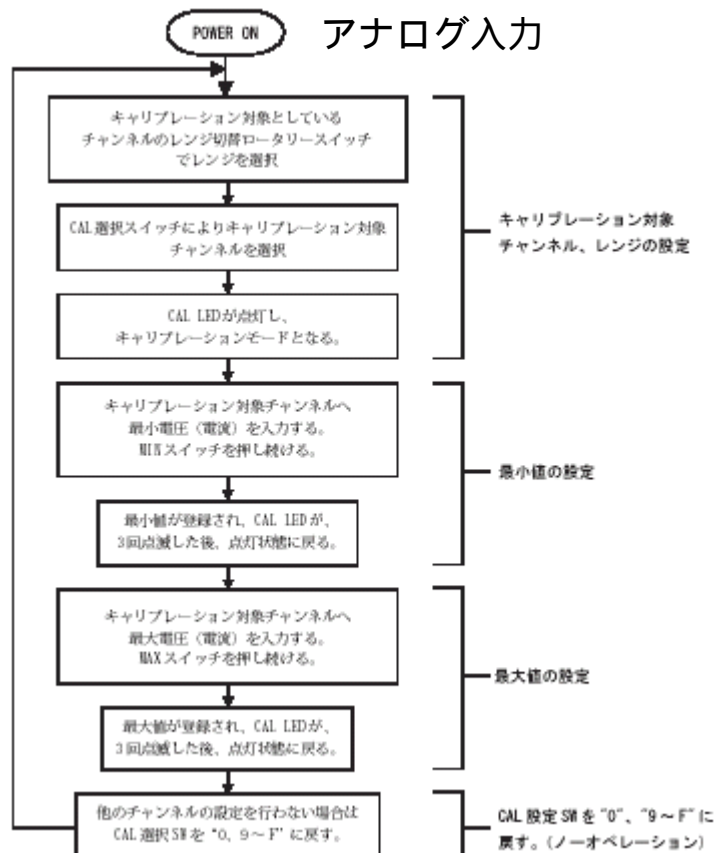 POWER ON
アナログ入力
キャリブレーション対象としている
チャンネルのレンジ切替ロータリースイッチ
でレンジを選択
CAL選択スイッチによりキャリブレーション対象
チャンネルを選択
CAL LEDが点灯し、
キャリブレーションモードとなる。
キャリブレーション対象
チャンネル、レンジの設定
キャリブレーション対象チャンネルへ
最小電圧（電流）を入力する。
MINスイッチを押し続ける。
最小値が登録され、CAL LEDが、
3回点滅した後、点灯状態に戻る。
最小値の設定
キャリブレーション対象チャンネルへ
最大電圧（電流）を入力する。
MAXスイッチを押し続ける。
最大値が登録され、CAL LEDが、
3回点滅した後、点灯状態に戻る。
最大値の設定
他のチャンネルの設定を行わない場合は
CAL選択SWを“0、9～F”に戻す。
CAL設定SWを"0"、"9～F"に
戻す。(ノーオペレーション)